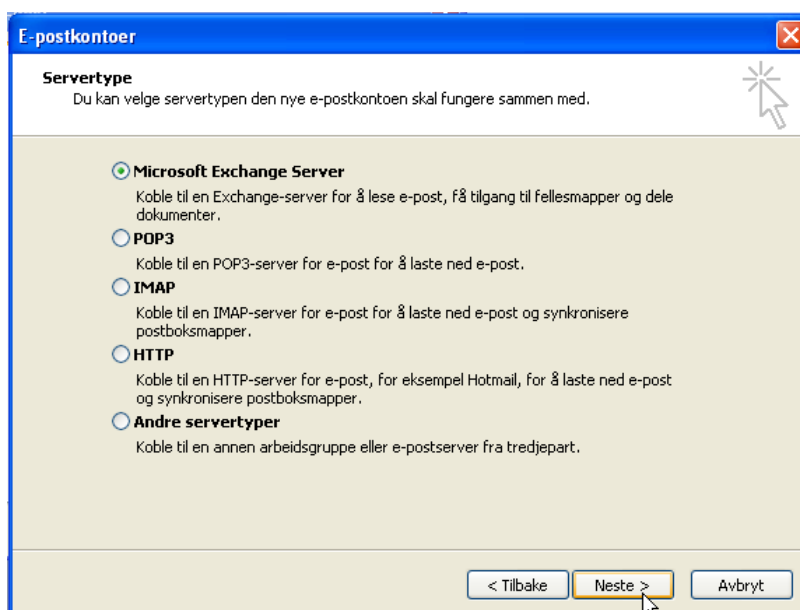 E-postkontoer
Servertype
Du kan velge servertypen den nye e-postkontoen skal fungere sammen med.
Microsoft Exchange Server
Koble til en Exchange-server for å lese e-post, få tilgang til fellesmapper og dele
dokumenter.
POP3
Koble til en POP3-server for e-post for å laste ned e-post.
IMAP
Koble til en IMAP-server for e-post for å laste ned e-post og synkronisere
postboksmapper.
HTTP
Koble til en HTTP-server for e-post, for eksempel Hotmail, for å laste ned e-post
og synkronisere postboksmapper.
Andre servertyper
Koble til en annen arbeidsgruppe eller e-postserver fra tredjepart.
< Tilbake Neste > Avbryt